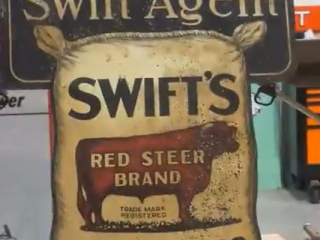 Swift Agent
SWIFT'S
RED STEER
BRAND
TRADE MARK
REGISTERED